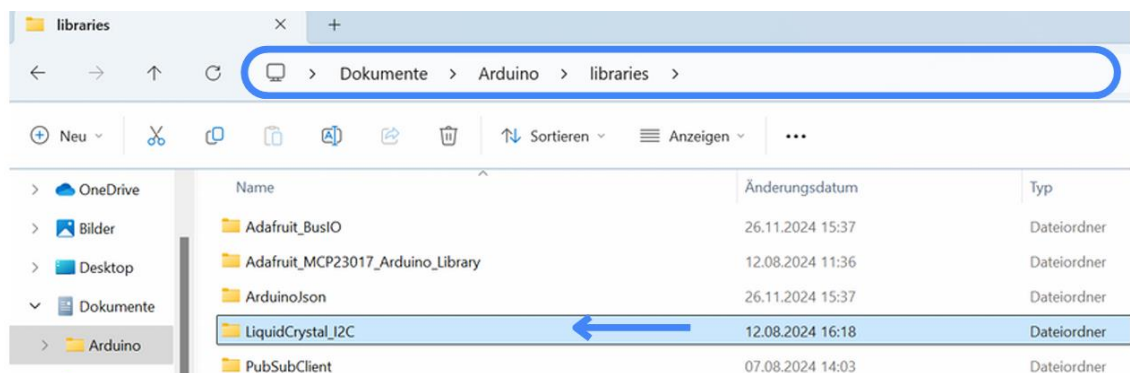 libraries
Dokumente > Arduino > libraries >
Neu Sortieren Anzeigen ...
Name Änderungsdatum Typ
OneDrive
Bilder
Desktop
Dokumente
Arduino
Adafruit_BusIO 26.11.2024 15:37 Dateiordner
Adafruit_MCP23017_Arduino_Library 12.08.2024 11:36 Dateiordner
ArduinoJson 26.11.2024 15:37 Dateiordner
LiquidCrystal_I2C 12.08.2024 16:18 Dateiordner
PubSubClient 07.08.2024 14:03 Dateiordner